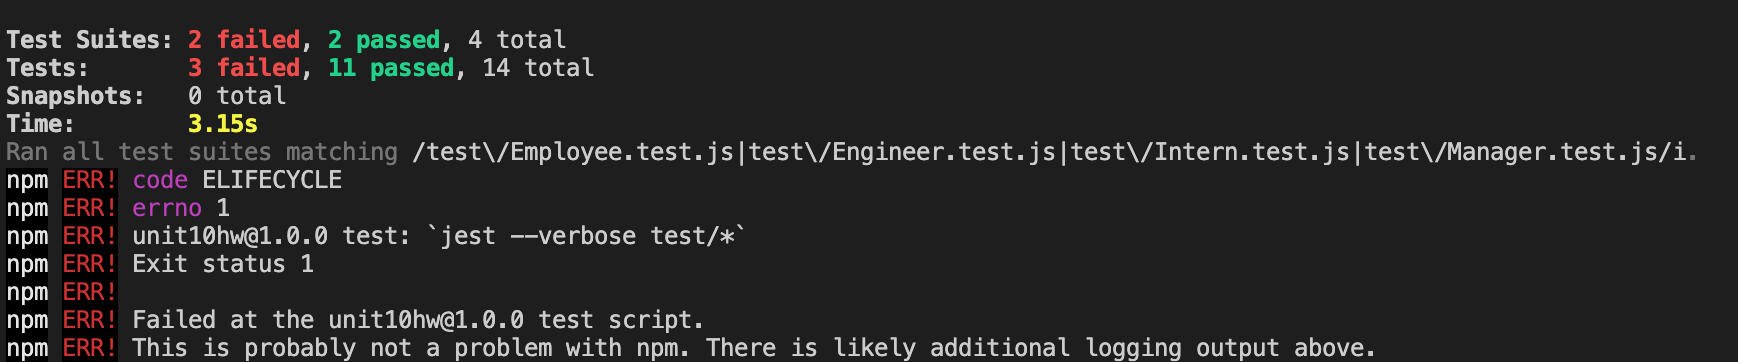 Test Suites: 2 failed, 2 passed, 4 total
Tests:       3 failed, 11 passed, 14 total
Snapshots:   0 total
Time:        3.15s
Ran all test suites matching /test\/Employee.test.js|test\/Engineer.test.js|test\/Intern.test.js|test\/Manager.test.js/i.
npm ERR! code ELIFECYCLE
npm ERR! errno 1
npm ERR! unit10hw@1.0.0 test: `jest --verbose test/*`
npm ERR! Exit status 1
npm ERR!
npm ERR! Failed at the unit10hw@1.0.0 test script.
npm ERR! This is probably not a problem with npm. There is likely additional logging output above.